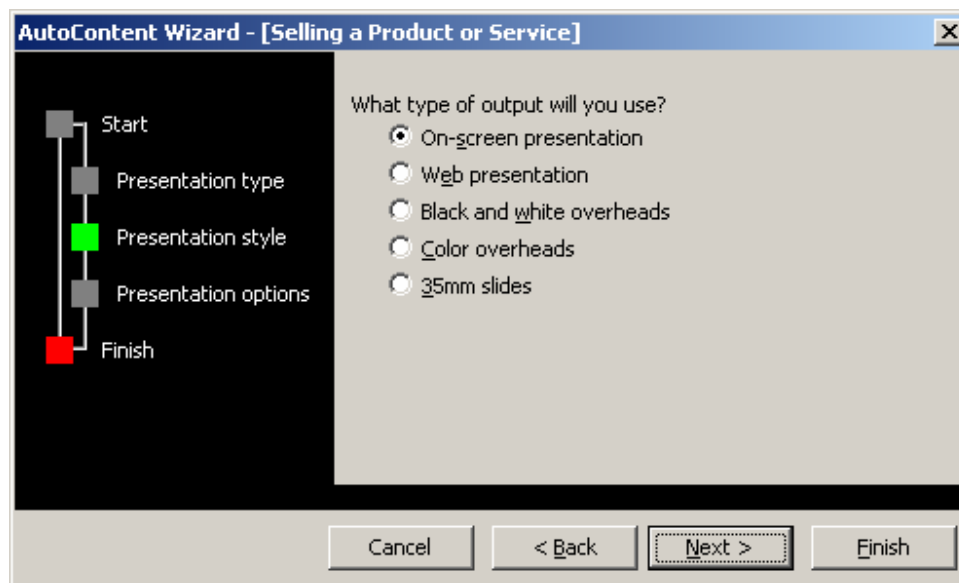 AutoContent Wizard - [Selling a Product or Service]
Start
Presentation type
Presentation style
Presentation options
Finish
What type of output will you use?
On-screen presentation
Web presentation
Black and white overheads
Color overheads
35mm slides
Cancel
< Back
Next >
Finish